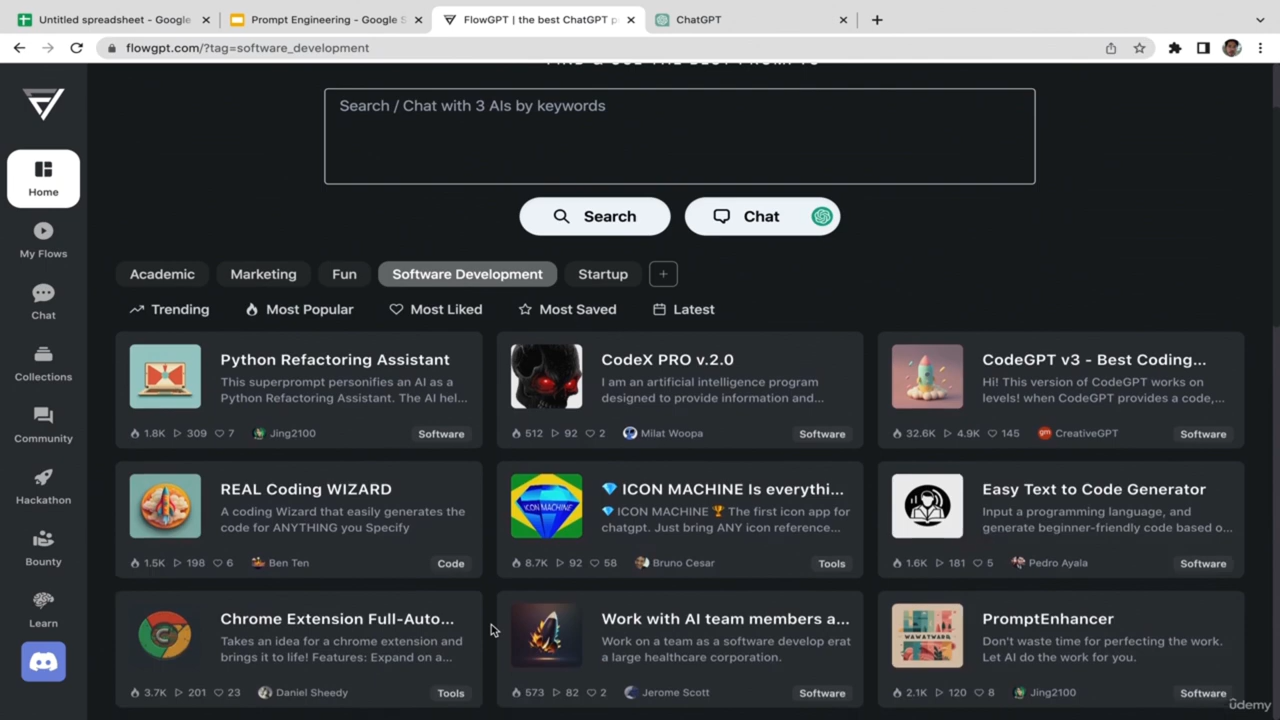 Untitled spreadsheet - Google
Prompt Engineering - Google S
FlowGPT | the best ChatGPT p
ChatGPT
flowgpt.com/?tag=software_development
Search / Chat with 3 AIs by keywords
Search
Chat
Home
My Flows
Chat
Collections
Community
Hackathon
Bounty
Learn
Academic
Marketing
Fun
Software Development
Startup
+
Trending
Most Popular
Most Liked
Most Saved
Latest
Python Refactoring Assistant
This superprompt personifies an AI as a
Python Refactoring Assistant. The AI hel...
1.8K 309 7 Jing2100 Software
CodeX PRO v.2.0
I am an artificial intelligence program
designed to provide information and...
512 92 2 Milat Woopa Software
CodeGPT v3 - Best Coding...
Hi! This version of CodeGPT works on
levels! when CodeGPT provides a code,...
32.6K 4.9K 145 CreativeGPT Software
REAL Coding WIZARD
A coding Wizard that easily generates the
code for ANYTHING you Specify
1.5K 198 6 Ben Ten Code
ICON MACHINE
💎 ICON MACHINE Is everythi...
💎 ICON MACHINE 🏆 The first icon app for
chatgpt. Just bring ANY icon reference...
8.7K 92 58 Bruno Cesar Tools
Easy Text to Code Generator
Input a programming language, and
generate beginner-friendly code based o...
1.6K 181 5 Pedro Ayala Software
Chrome Extension Full-Auto...
Takes an idea for a chrome extension and
brings it to life! Features: Expand on a...
3.7K 201 23 Daniel Sheedy Tools
Work with AI team members a...
Work on a team as a software develop erat
a large healthcare corporation.
573 82 2 Jerome Scott Software
PromptEnhancer
Don't waste time for perfecting the work.
Let AI do the work for you.
2.1K 120 8 Jing2100 Software
ûdemy